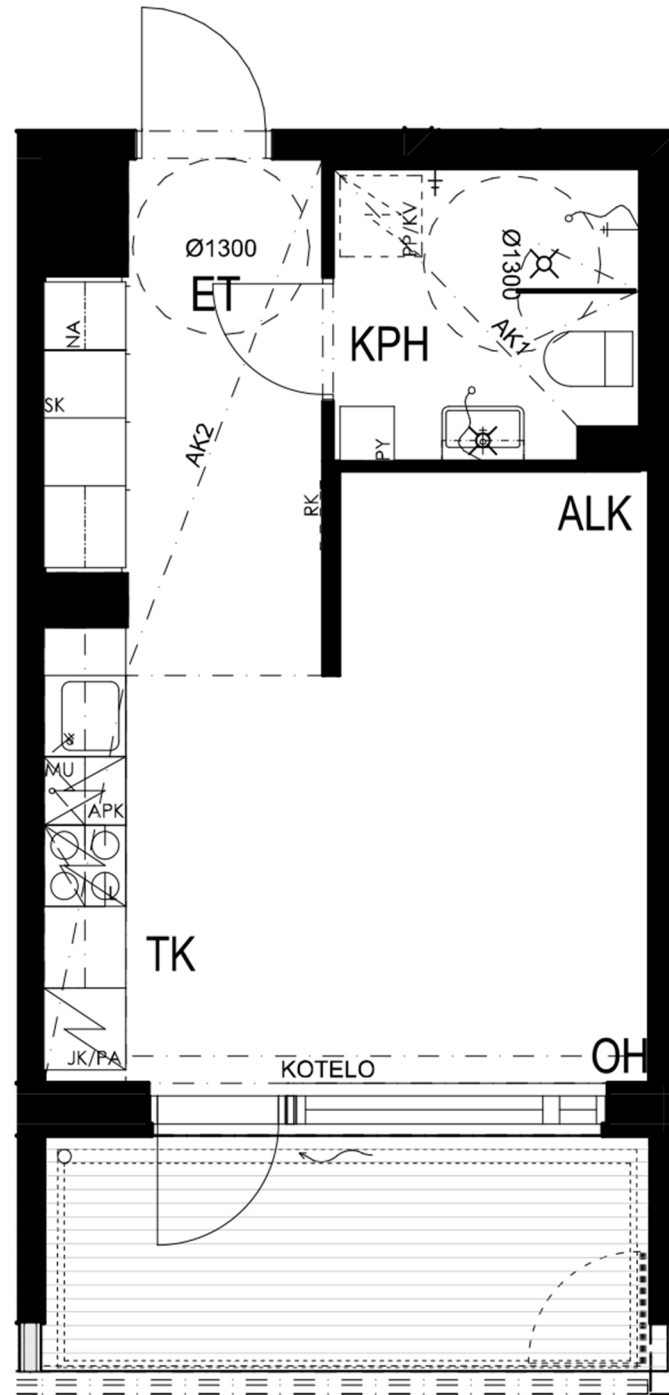 Ø1300
ET
PP/KV
Ø1300
NA
KPH
AK1
SK
AK2
PY
RK
ALK
MU
APK
L
TK
JK/PA
OH
KOTELO